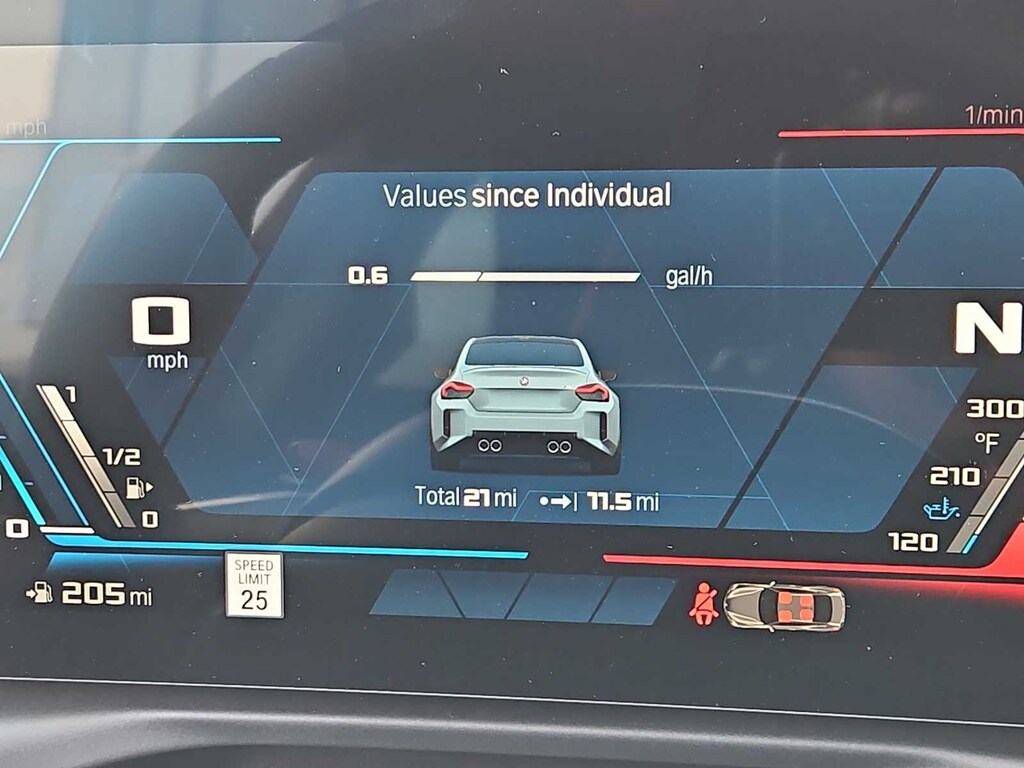 mph
1/min
Values since Individual
0.6
gal/h
0
mph
N
1
1/2
0
0
300
°F
210
120
Total 21 mi
11.5 mi
205 mi
SPEED
LIMIT
25